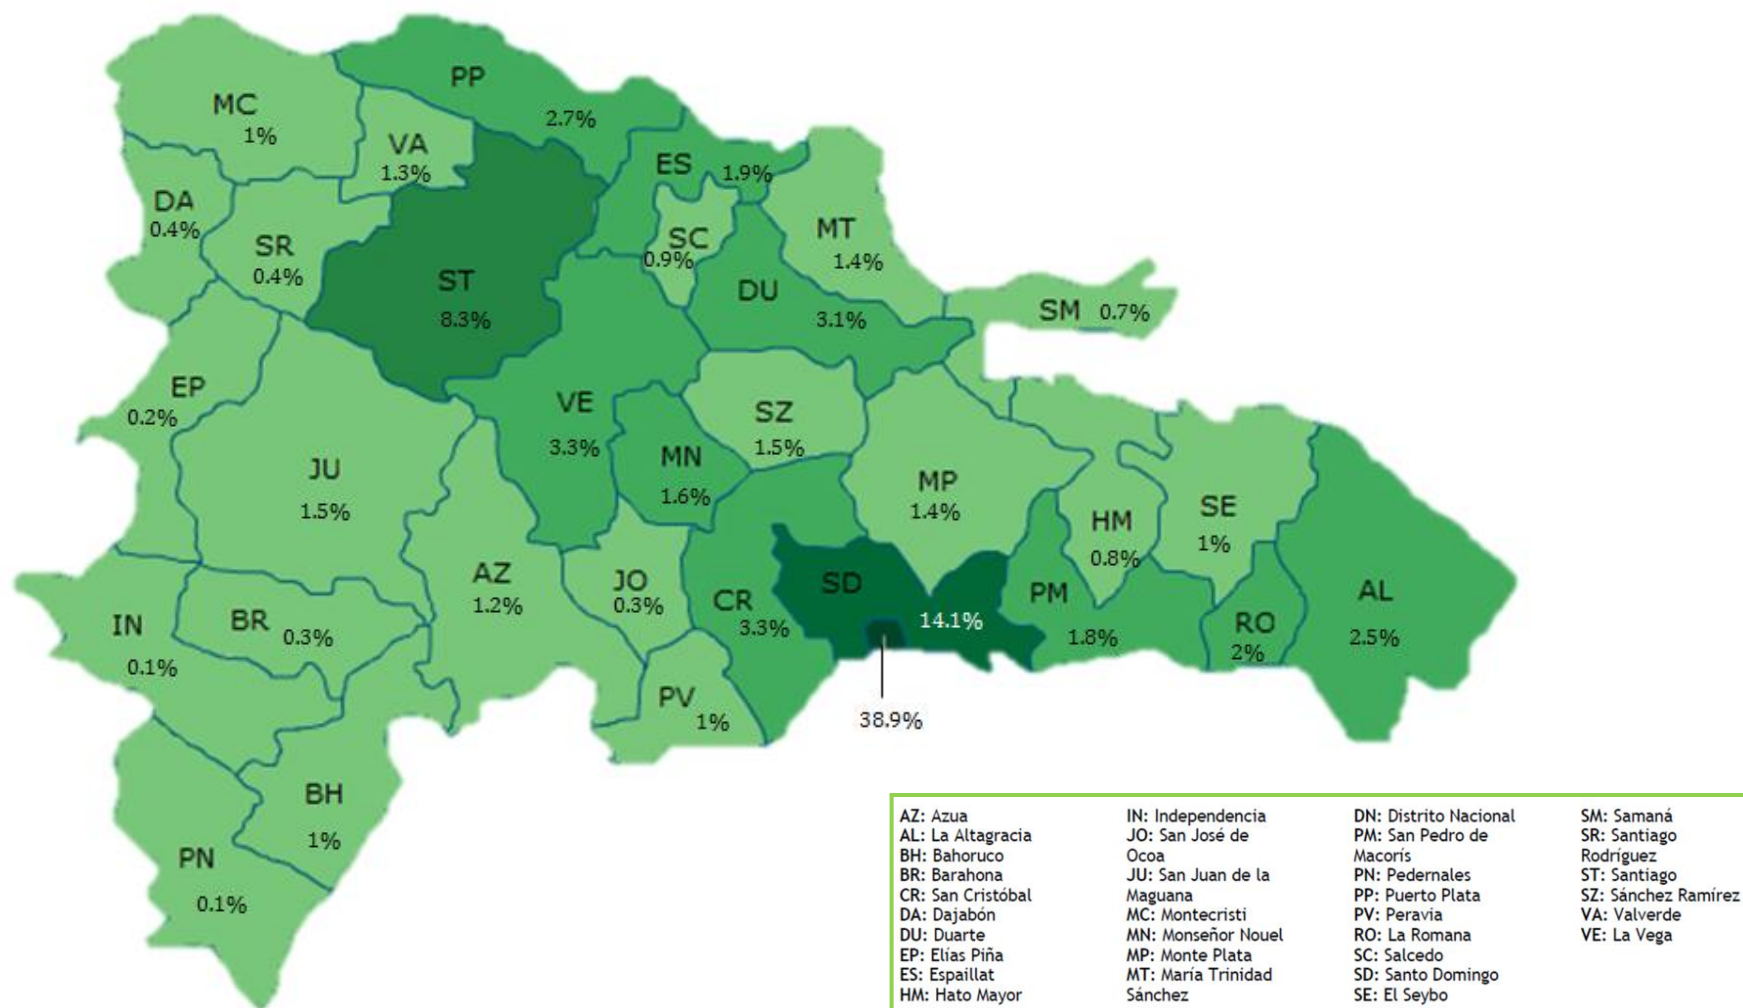 PP
2.7%
MC
1%
VA
1.3%
ES
1.9%
DA
0.4%
SR
0.4%
SC
0.9%
MT
1.4%
ST
8.3%
DU
3.1%
SM 0.7%
EP
0.2%
VE
3.3%
SZ
1.5%
JU
1.5%
MN
1.6%
MP
1.4%
HM
0.8%
SE
1%
AZ
1.2%
JO
0.3%
CR
3.3%
SD
14.1%
PM
1.8%
RO
2%
AL
2.5%
IN
0.1%
BR
0.3%
PV
1%
38.9%
BH
1%
PN
0.1%
AZ: Azua
AL: La Altagracia
BH: Bahoruco
BR: Barahona
CR: San Cristóbal
DA: Dajabón
DU: Duarte
EP: Elías Piña
ES: Espaillat
HM: Hato Mayor
IN: Independencia
JO: San José de
Ocoa
JU: San Juan de la
Maguana
MC: Montecristi
MN: Monseñor Nouel
MP: Monte Plata
MT: María Trinidad
Sánchez
DN: Distrito Nacional
PM: San Pedro de
Macorís
PN: Pedernales
PP: Puerto Plata
PV: Peravia
RO: La Romana
SC: Salcedo
SD: Santo Domingo
SE: El Seybo
SM: Samaná
SR: Santiago
Rodríguez
ST: Santiago
SZ: Sánchez Ramírez
VA: Valverde
VE: La Vega